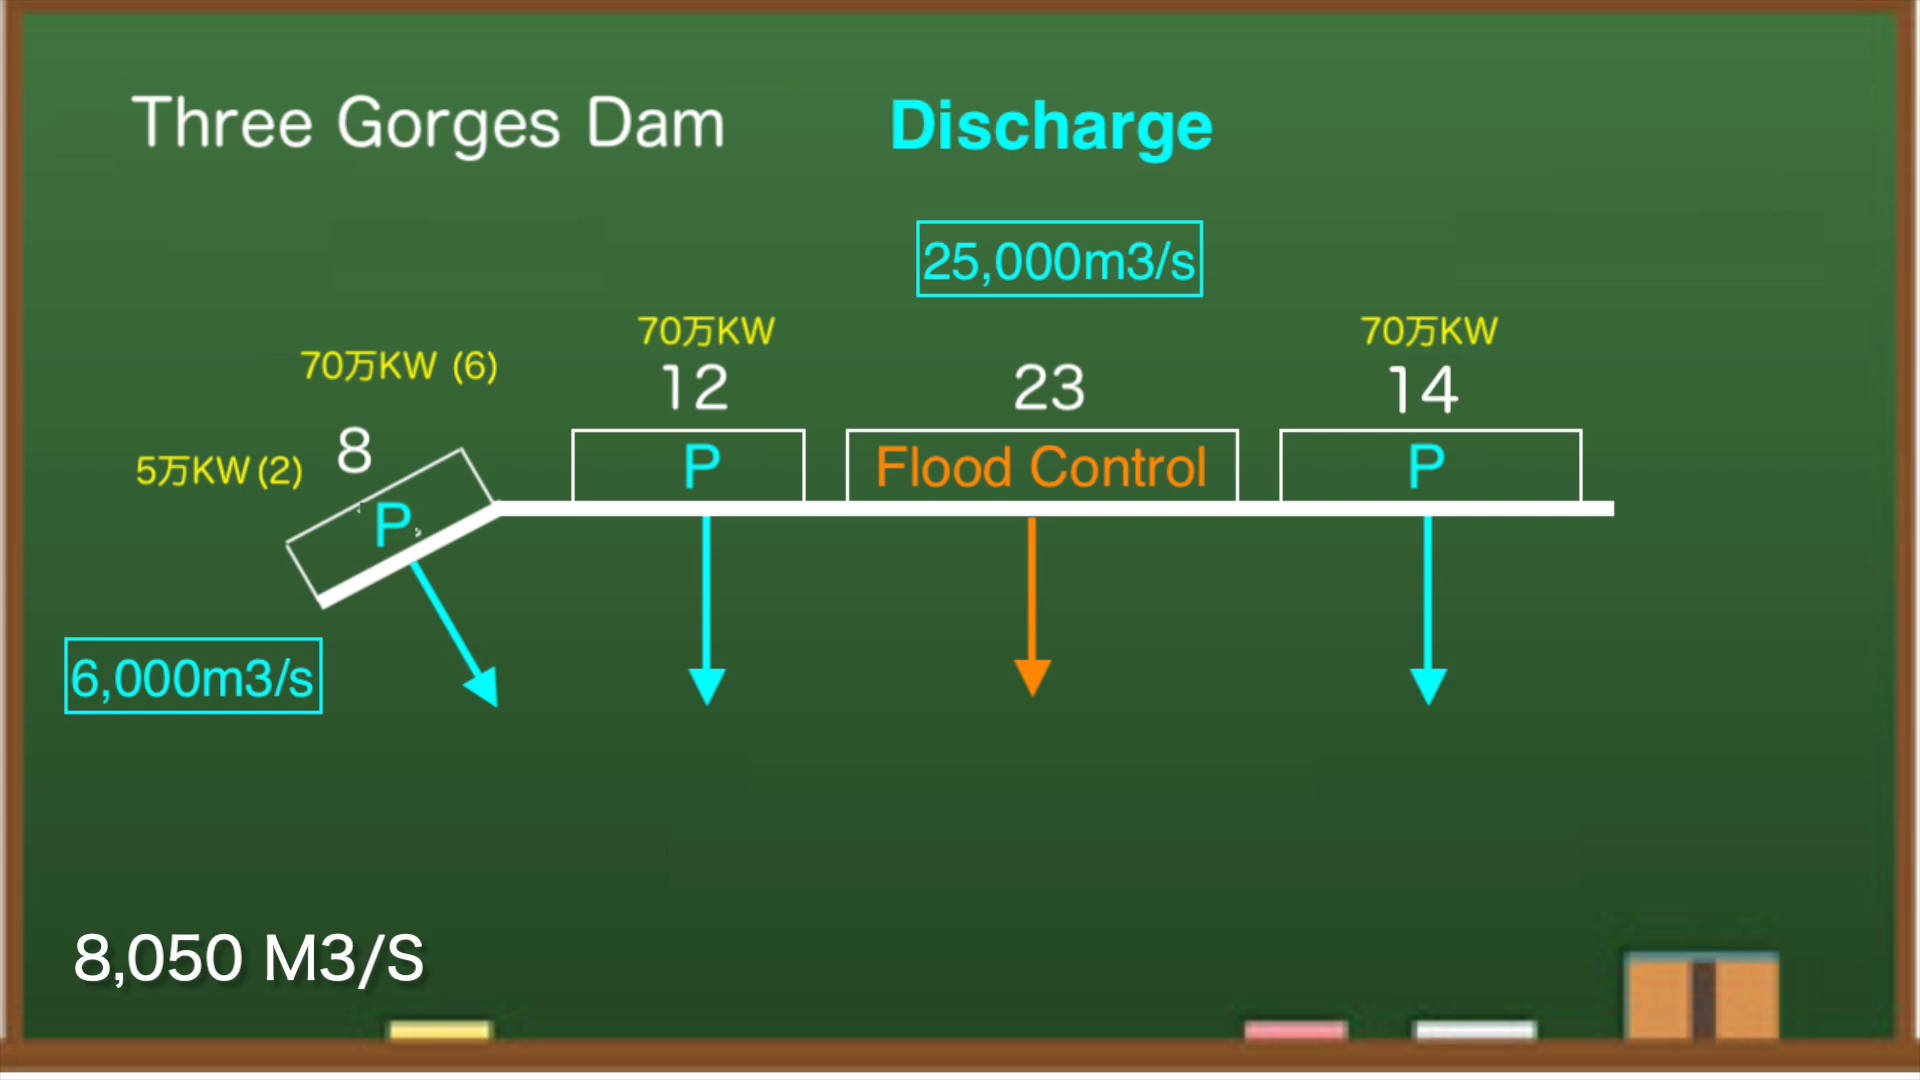 Three Gorges Dam
Discharge
25,000m3/s
70万KW
70万KW
70万KW (6)
12
23
14
8
5万KW (2)
P
Flood Control
P
P
6,000m3/s
8,050 M3/S